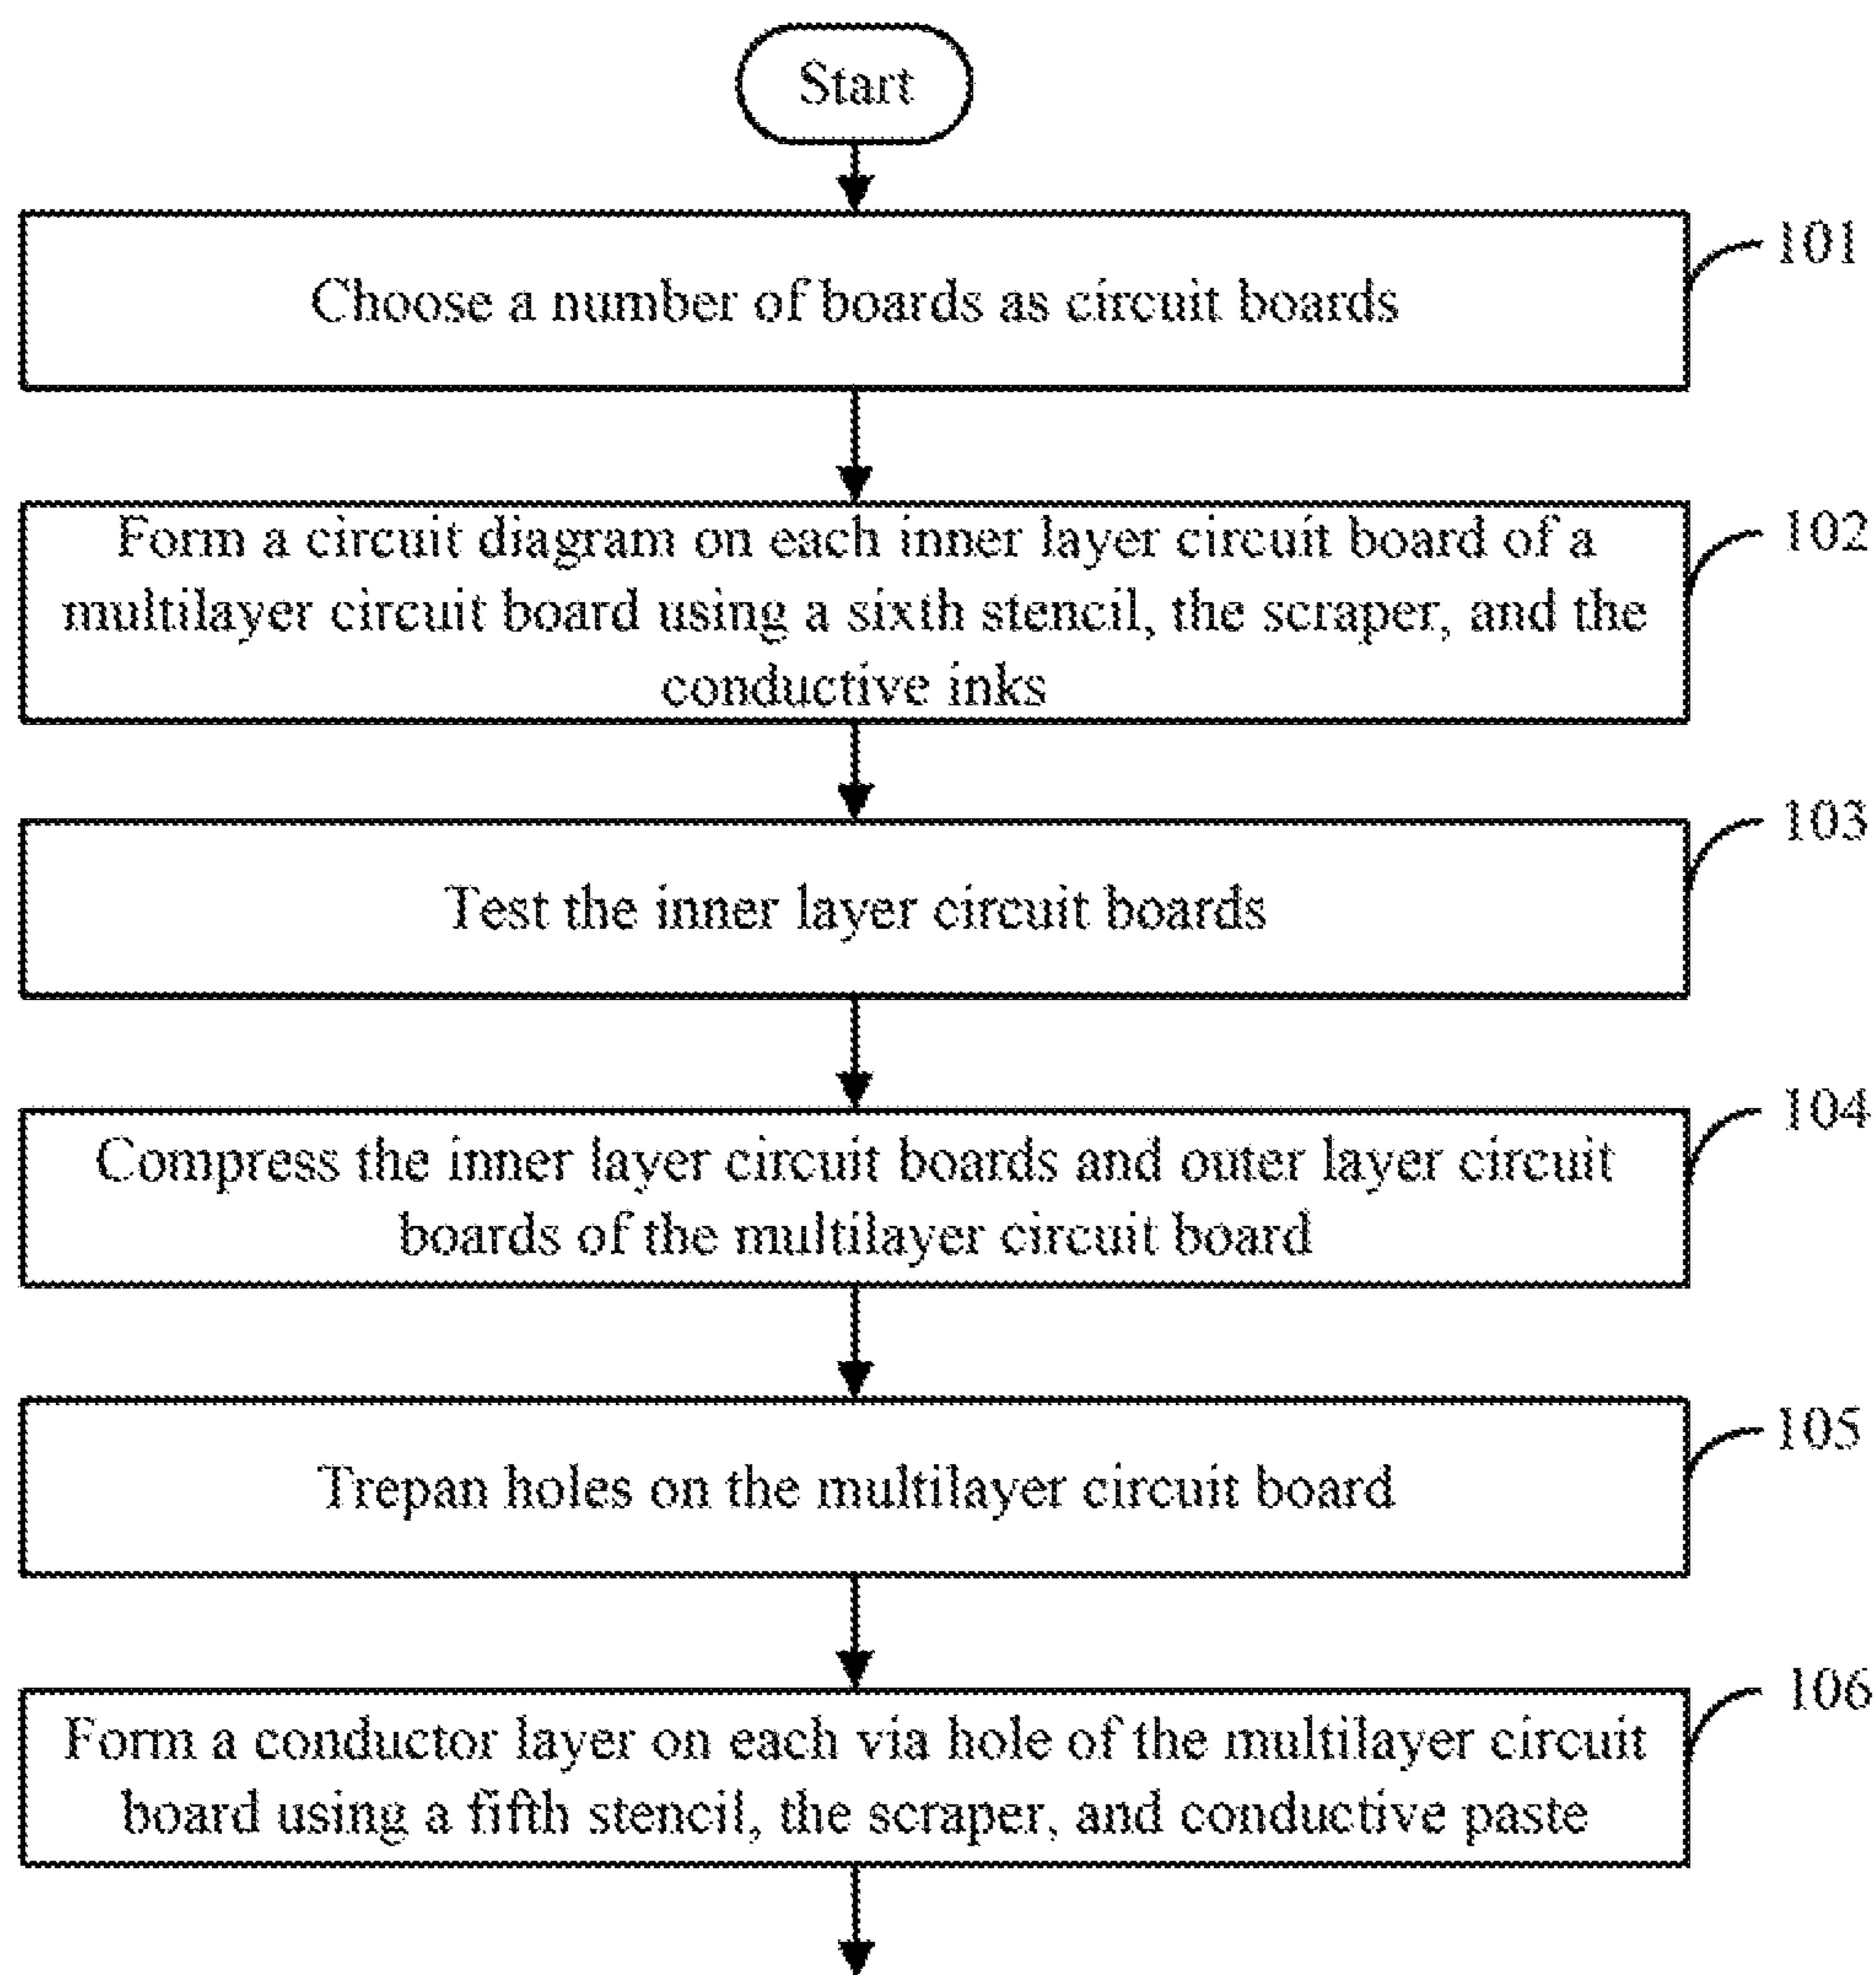 Start
101
Choose a number of boards as circuit boards
102
Form a circuit diagram on each inner layer circuit board of a
multilayer circuit board using a sixth stencil, the scraper, and the
conductive inks
103
Test the inner layer circuit boards
104
Compress the inner layer circuit boards and outer layer circuit
boards of the multilayer circuit board
105
Trepan holes on the multilayer circuit board
106
Form a conductor layer on each via hole of the multilayer circuit
board using a fifth stencil, the scraper, and conductive paste